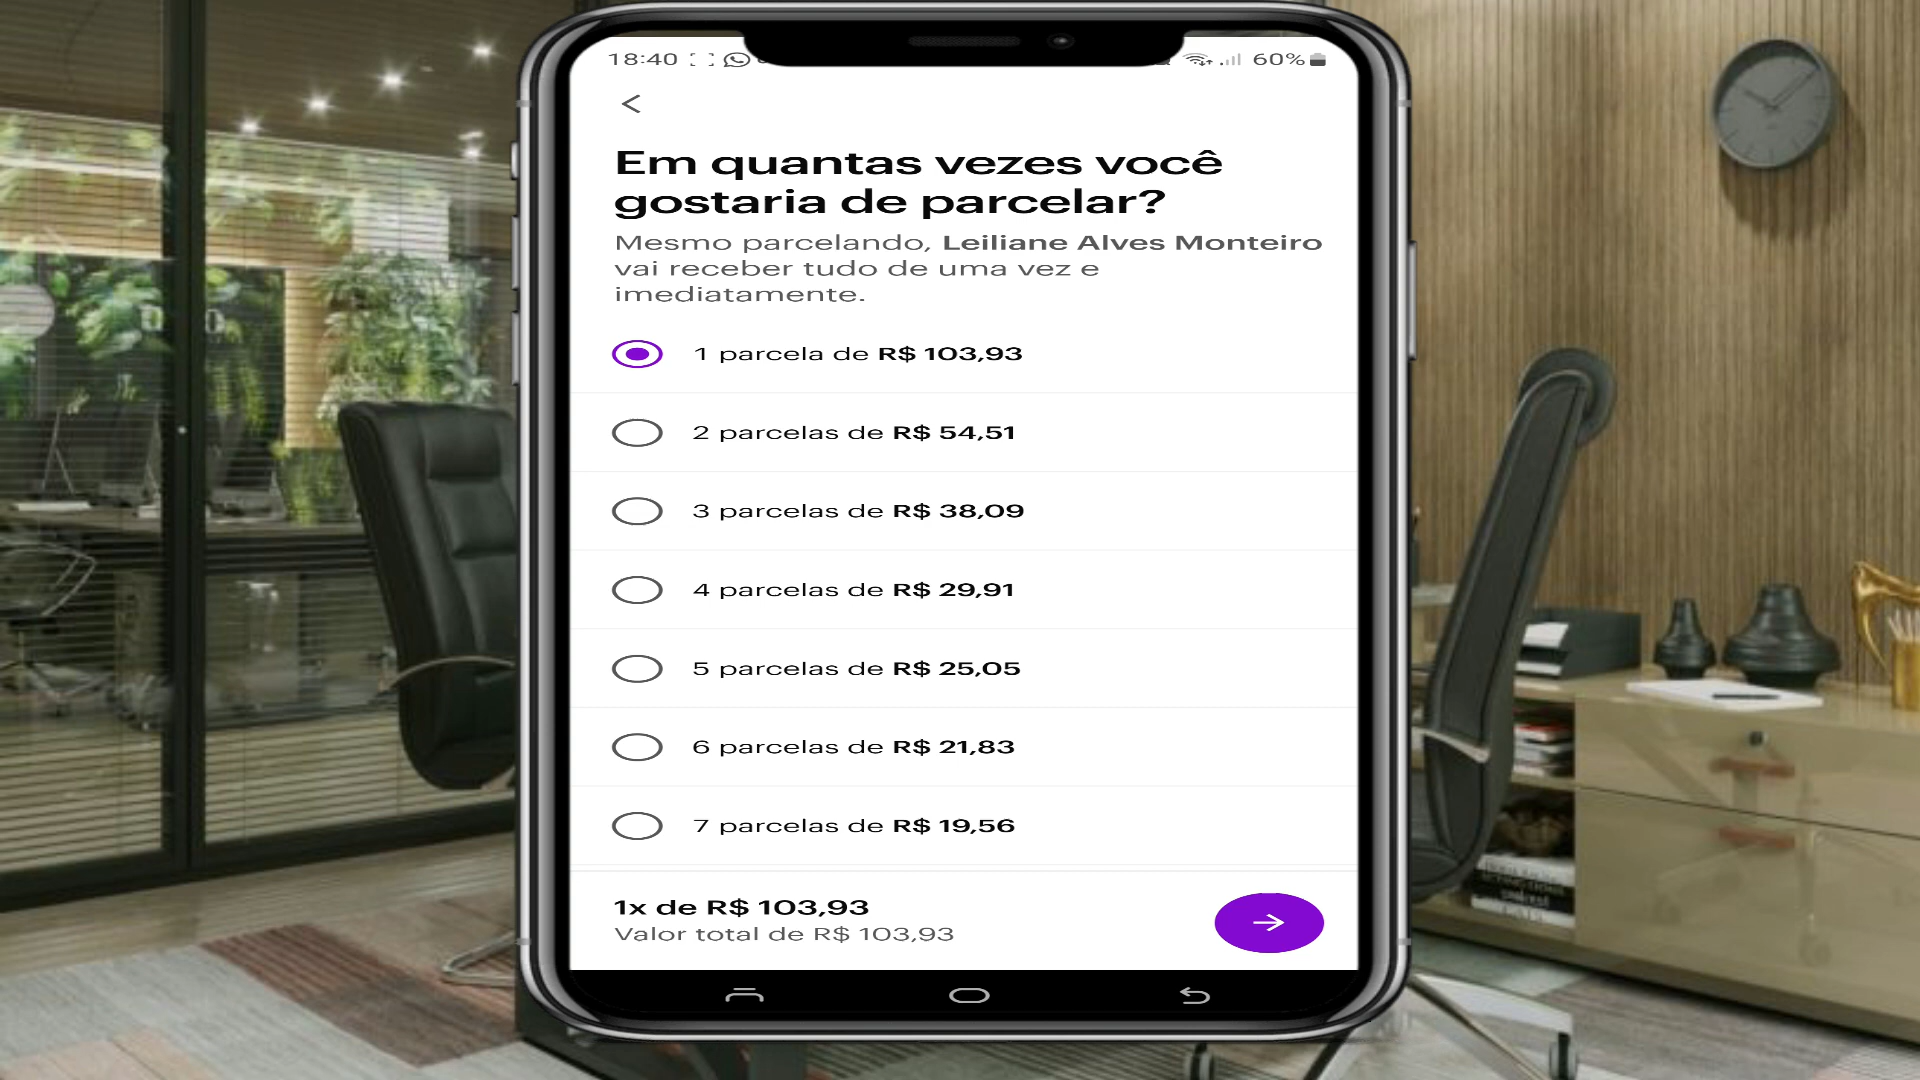 18:40
60%
Em quantas vezes você
gostaria de parcelar?
Mesmo parcelando, Leiliane Alves Monteiro
vai receber tudo de uma vez e
imediatamente.
1 parcela de R$ 103,93
2 parcelas de R$ 54,51
3 parcelas de R$ 38,09
4 parcelas de R$ 29,91
5 parcelas de R$ 25,05
6 parcelas de R$ 21,83
7 parcelas de R$ 19,56
1x de R$ 103,93
Valor total de R$ 103,93